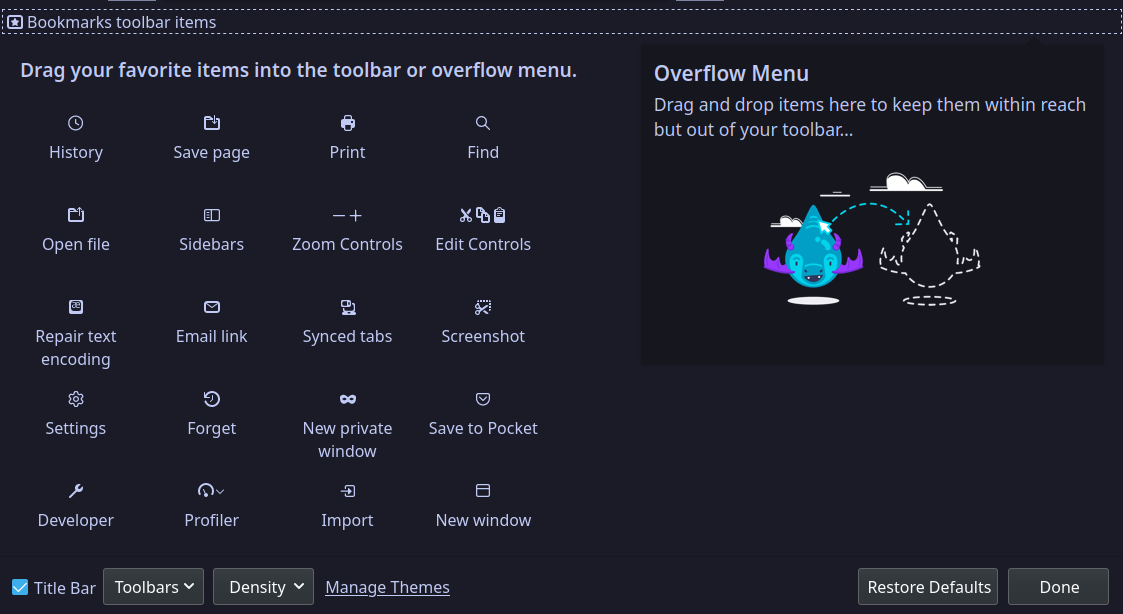 Bookmarks toolbar items
Drag your favorite items into the toolbar or overflow menu.
History
Save page
Print
Find
Open file
Sidebars
Zoom Controls
Edit Controls
Repair text
encoding
Email link
Synced tabs
Screenshot
Settings
Forget
New private
window
Save to Pocket
Developer
Profiler
Import
New window
Overflow Menu
Drag and drop items here to keep them within reach
but out of your toolbar...
Title Bar
Toolbars
Density
Manage Themes
Restore Defaults
Done